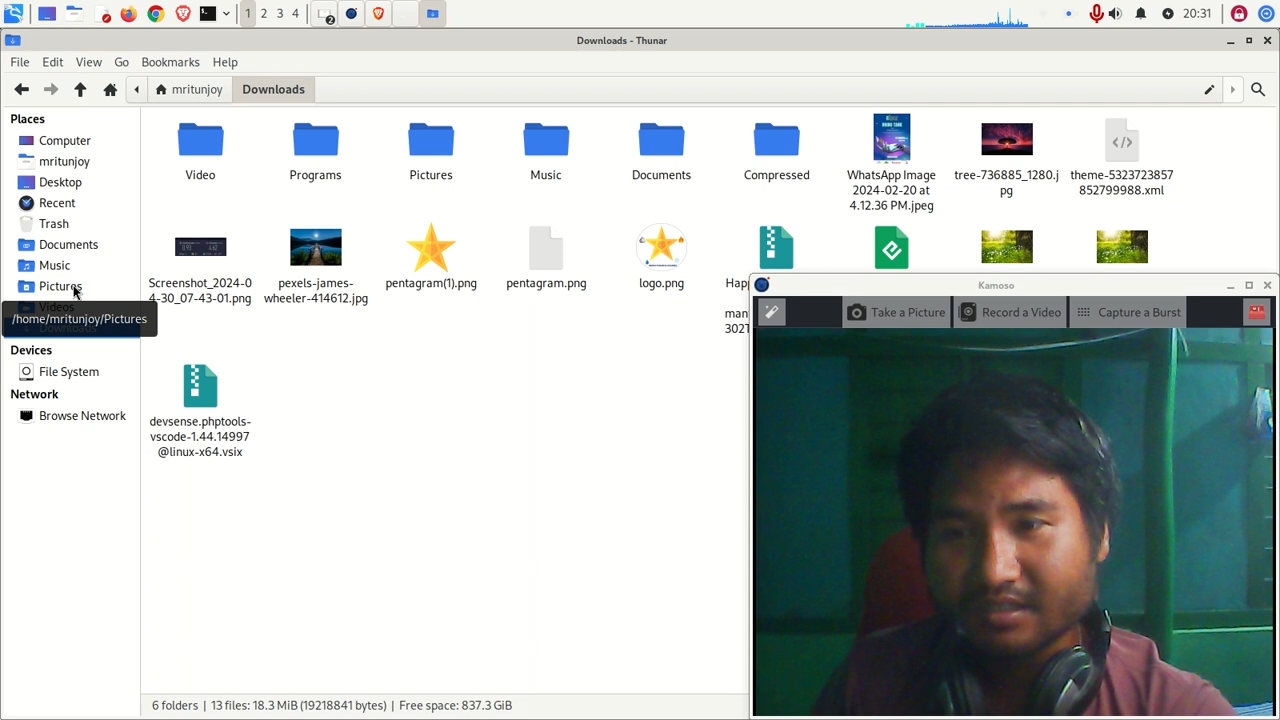 1 2 3 4
2
20:31
Downloads - Thunar
File Edit View Go Bookmarks Help
mritunjoy Downloads
Places
Computer
mritunjoy
Desktop
Recent
Trash
Documents
Music
Pictures
Videos
/home/mritunjoy/Pictures
Downloads
Devices
File System
Network
Browse Network
Video
Programs
Pictures
Music
Documents
Compressed
WhatsApp Image
2024-02-20 at
4.12.36 PM.jpeg
tree-736885_1280.j
pg
theme-5323723857
852799988.xml
Screenshot_2024-0
4-30_07-43-01.png
pexels-james-
wheeler-414612.jpg
pentagram(1).png
pentagram.png
logo.png
Hap
man
302T
devsense.phptools-
vscode-1.44.14997
@linux-x64.vsix
6 folders | 13 files: 18.3 MiB (19218841 bytes) | Free space: 837.3 GiB
Kamoso
Take a Picture
Record a Video
Capture a Burst